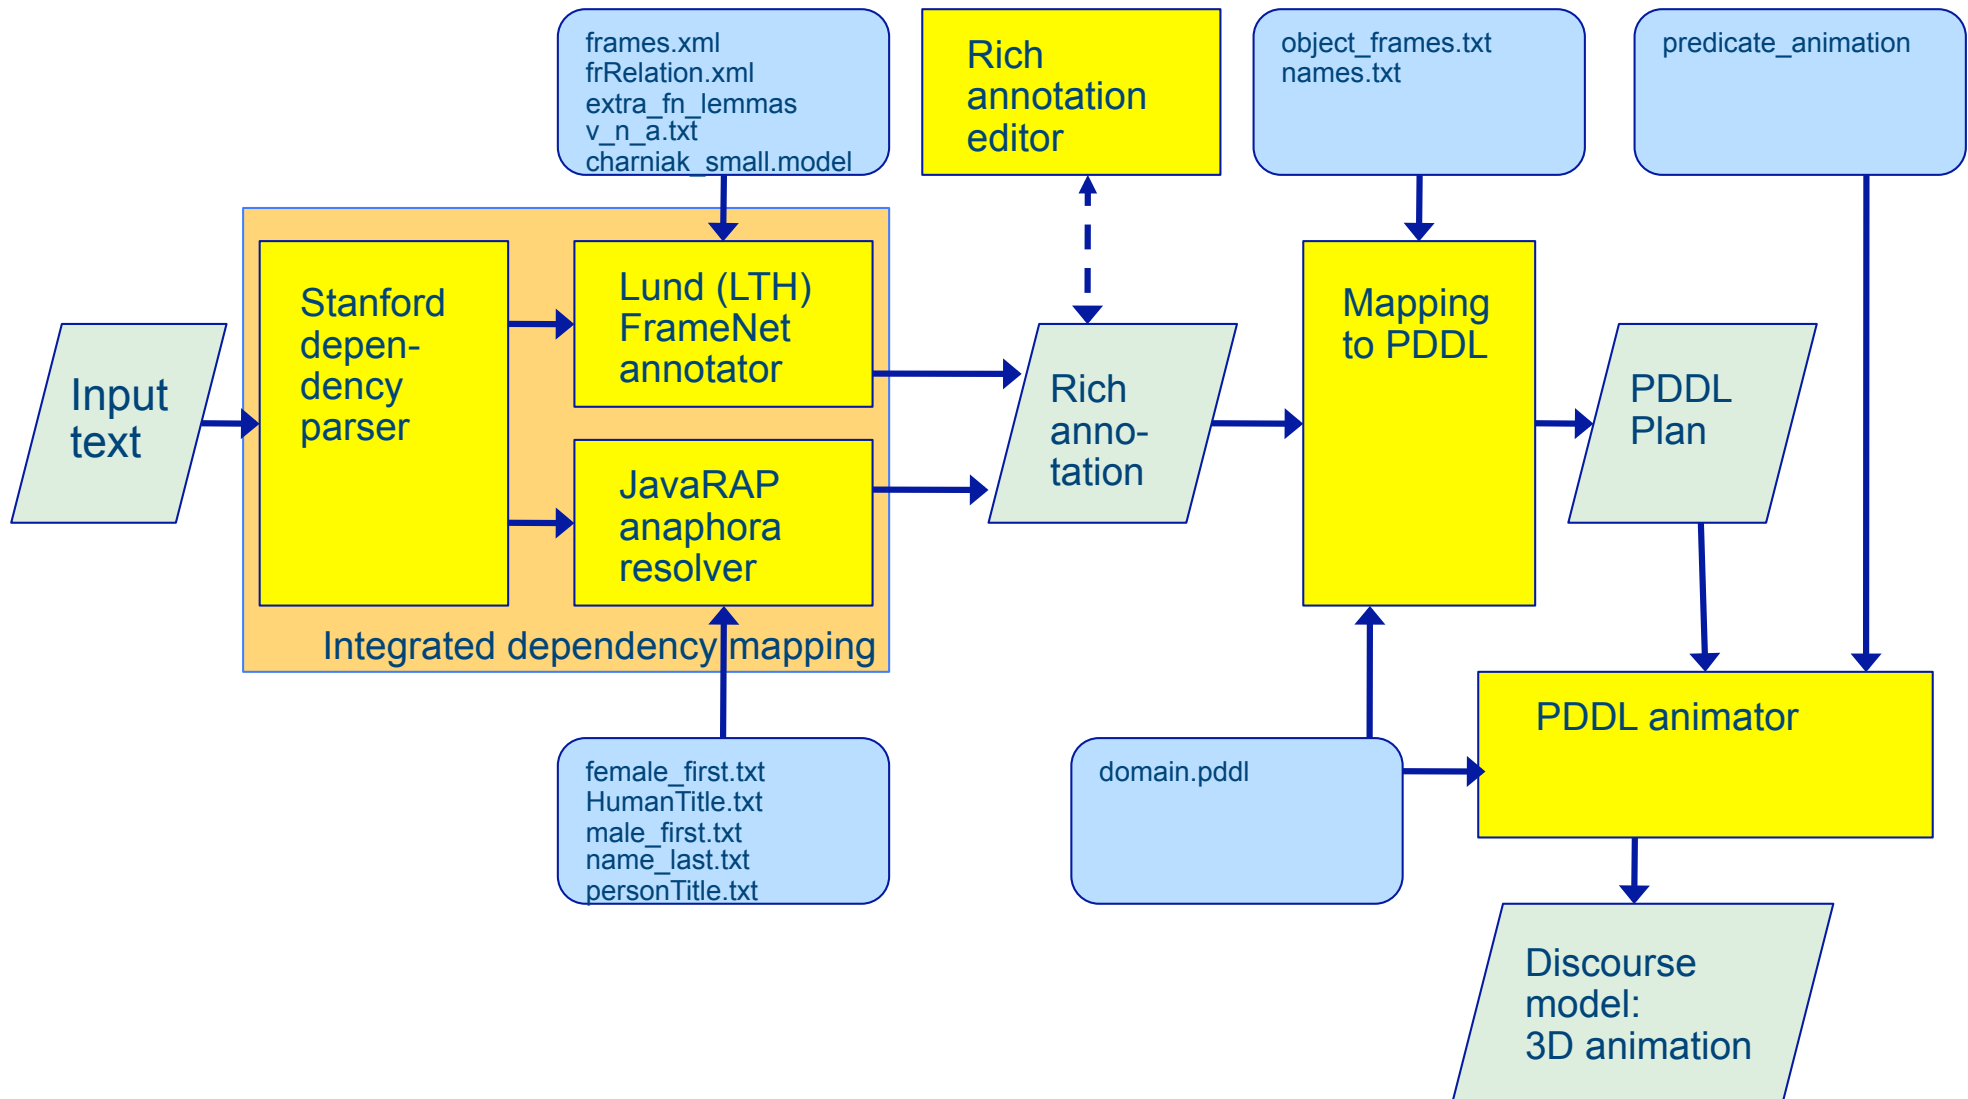 frames.xml
frRelation.xml
extra_fn_lemmas
v_n_a.txt
charniak_small.model
Rich
annotation
editor
object_frames.txt
names.txt
predicate_animation
Input
text
Stanford
depen-
dency
parser
Lund (LTH)
FrameNet
annotator
JavaRAP
anaphora
resolver
Integrated dependency mapping
Rich
anno-
tation
Mapping
to PDDL
PDDL
Plan
female_first.txt
HumanTitle.txt
male_first.txt
name_last.txt
personTitle.txt
domain.pddl
PDDL animator
Discourse
model:
3D animation